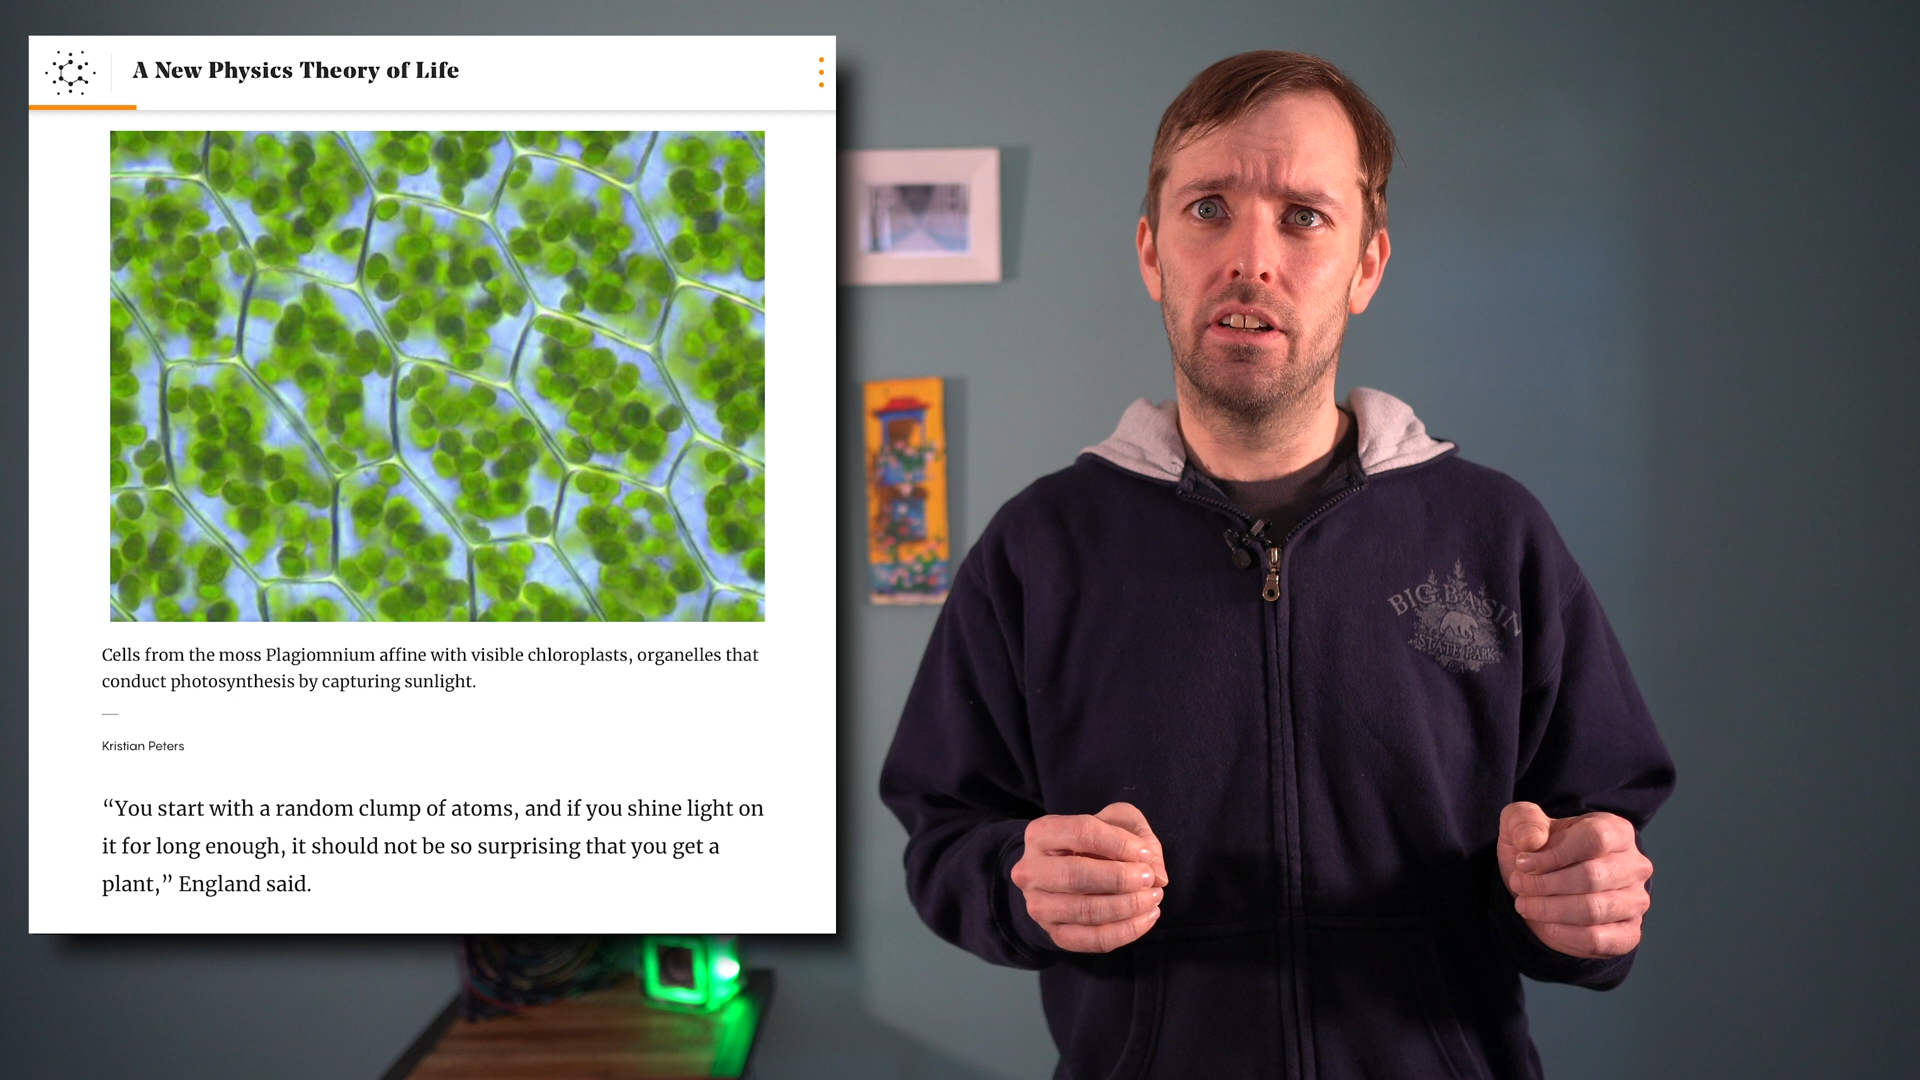 A New Physics Theory of Life
Cells from the moss Plagiomnium affine with visible chloroplasts, organelles that
conduct photosynthesis by capturing sunlight.
—
Kristian Peters
“You start with a random clump of atoms, and if you shine light on
it for long enough, it should not be so surprising that you get a
plant,” England said.
BIG BASIN
STATE PARK
CA